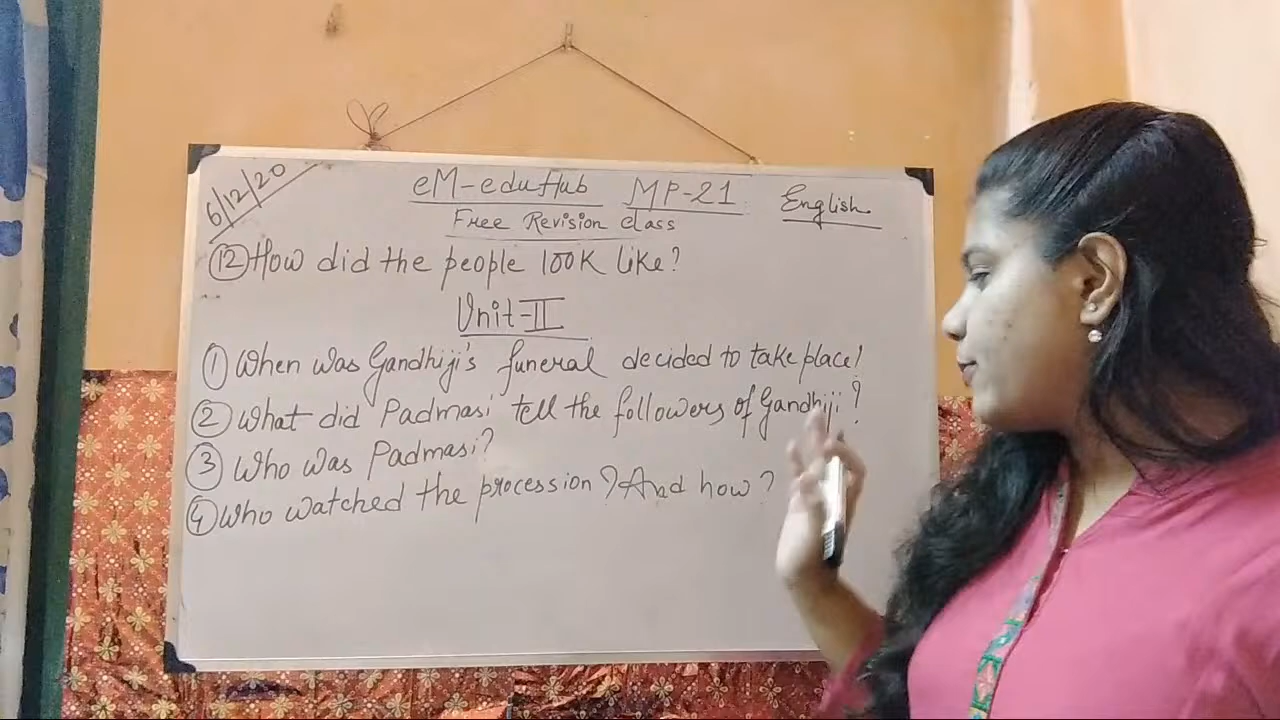 6/12/20
eM-eduHub MP-21 English
Free Revision class
12 How did the people look like?
Unit-II
1 When was Gandhiji's funeral decided to take place!
2 What did Padmasi tell the followers of Gandhiji?
3 Who was Padmasi?
4 Who watched the procession? And how?